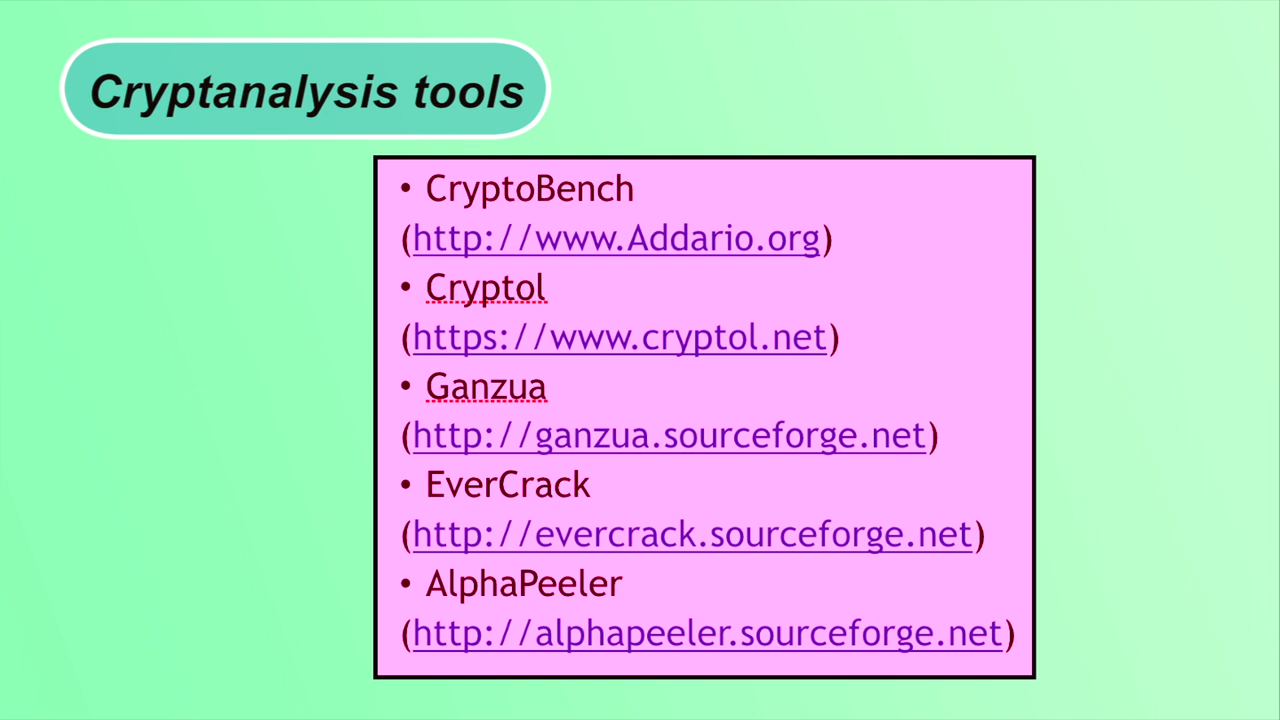 Cryptanalysis tools
• CryptoBench
(http://www.Addario.org)
• Cryptol
(https://www.cryptol.net)
• Ganzua
(http://ganzua.sourceforge.net)
• EverCrack
(http://evercrack.sourceforge.net)
• AlphaPeeler
(http://alphapeeler.sourceforge.net)